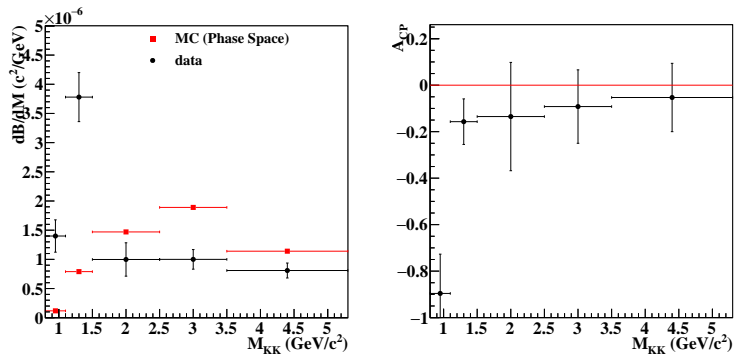 ×10⁻⁶
dB/dM (c²/GeV)
5
4.5
4
3.5
3
2.5
2
1.5
1
0.5
0
MC (Phase Space)
data
1 1.5 2 2.5 3 3.5 4 4.5 5
M_KK (GeV/c²)
A_CP
0.2
0
−0.2
−0.4
−0.6
−0.8
−1
1 1.5 2 2.5 3 3.5 4 4.5 5
M_KK (GeV/c²)